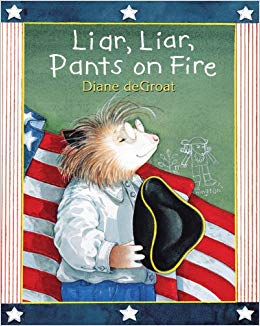 Liar, Liar,
Pants on Fire
Diane deGroat